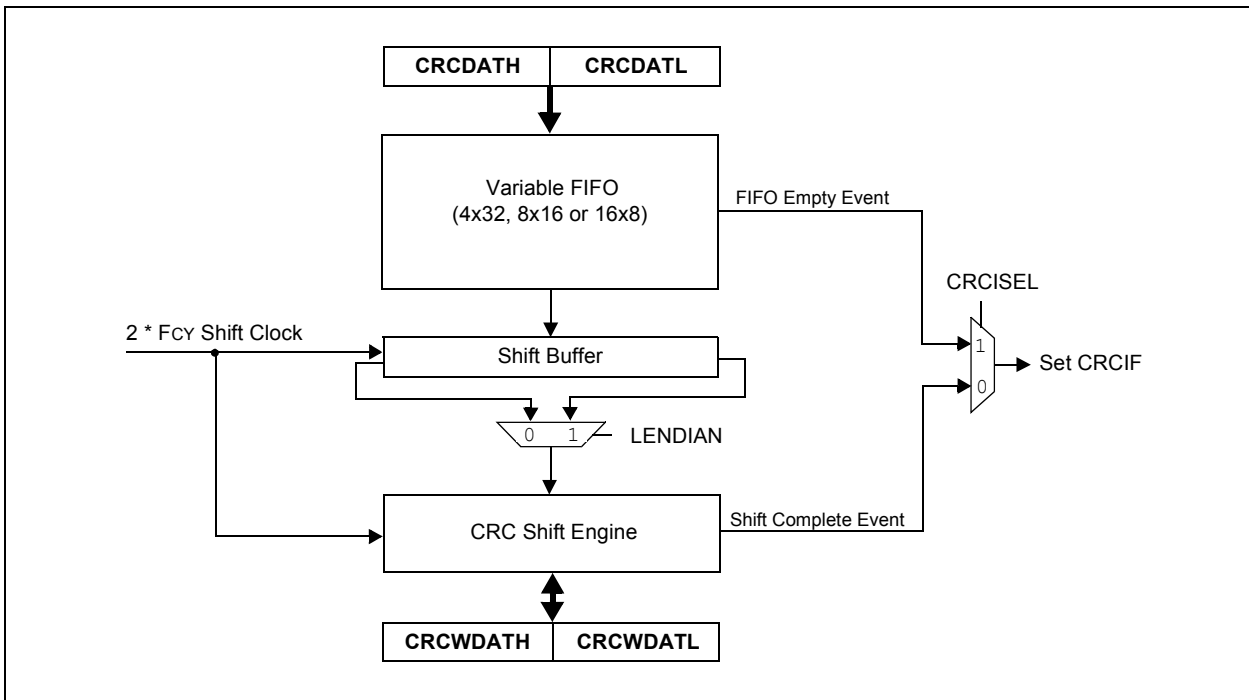 CRCDATH CRCDATL
Variable FIFO
(4x32, 8x16 or 16x8)
FIFO Empty Event
CRCISEL
2 * FCY Shift Clock
1
Set CRCIF
Shift Buffer
0
0 1
LENDIAN
Shift Complete Event
CRC Shift Engine
CRCWDATH CRCWDATL